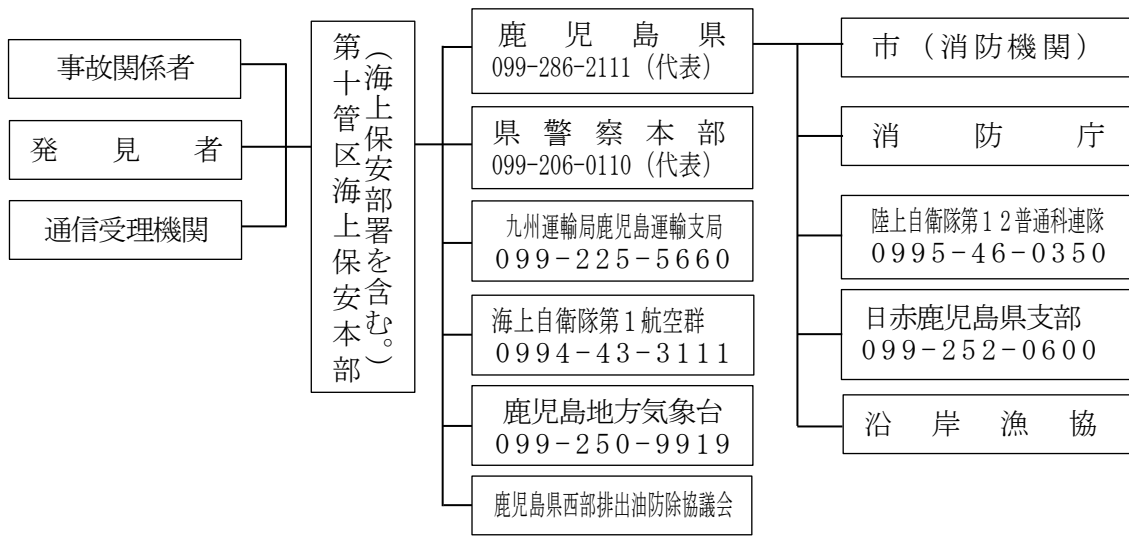 事故関係者
発見者
通信受理機関
第十管区海上保安本部
(海上保安部署を含む。)
鹿児島県
099-286-2111 (代表)
県警察本部
099-206-0110 (代表)
九州運輸局鹿児島運輸支局
099-225-5660
海上自衛隊第1航空群
0994-43-3111
鹿児島地方気象台
099-250-9919
鹿児島県西部排出油防除協議会
市(消防機関)
消防庁
陸上自衛隊第12普通科連隊
0995-46-0350
日赤鹿児島県支部
099-252-0600
沿岸漁協